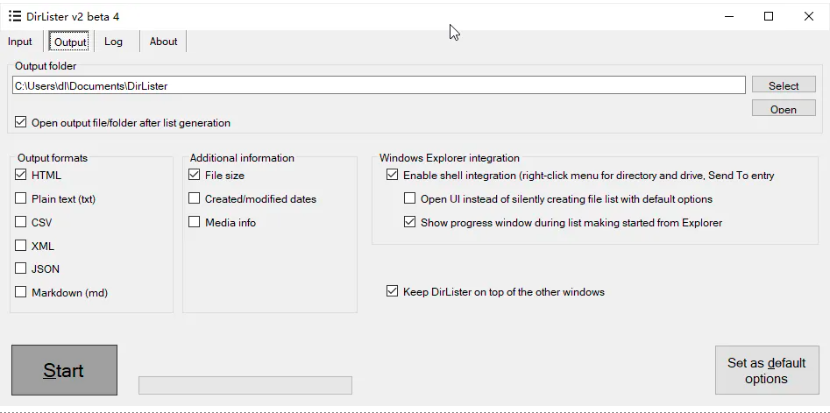 DirLister v2 beta 4
Input Output Log About
Output folder
C:\Users\dl\Documents\DirLister
Select
Open
Open output file/folder after list generation
Output formats
HTML
Plain text (txt)
CSV
XML
JSON
Markdown (md)
Additional information
File size
Created/modified dates
Media info
Windows Explorer integration
Enable shell integration (right-click menu for directory and drive, Send To entry
Open UI instead of silently creating file list with default options
Show progress window during list making started from Explorer
Keep DirLister on top of the other windows
Start
Set as default
options